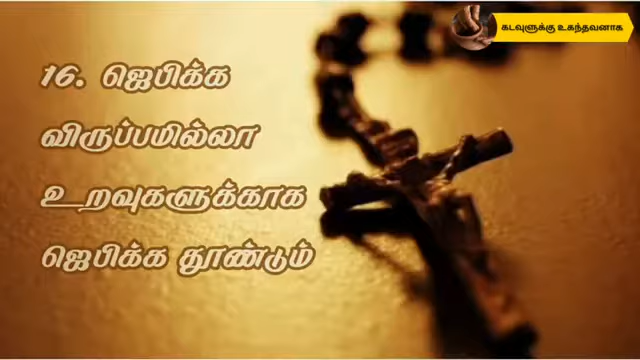 கடவுளுக்கு உகந்தவனாக
16. ஜெபிக்க
விருப்பமில்லா
உறவுகளுக்காக
ஜெபிக்க தூண்டும்